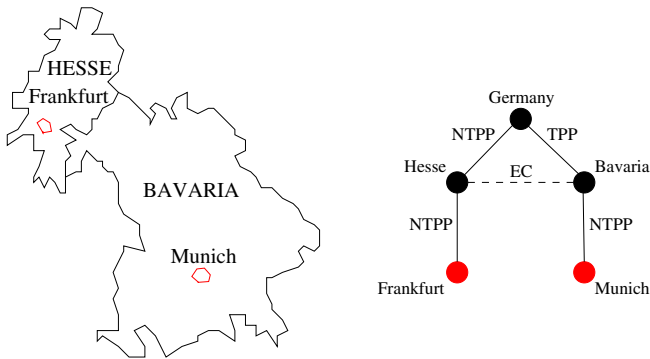 HESSE
Frankfurt
BAVARIA
Munich
Germany
NTPP TPP
Hesse EC Bavaria
NTPP NTPP
Frankfurt Munich